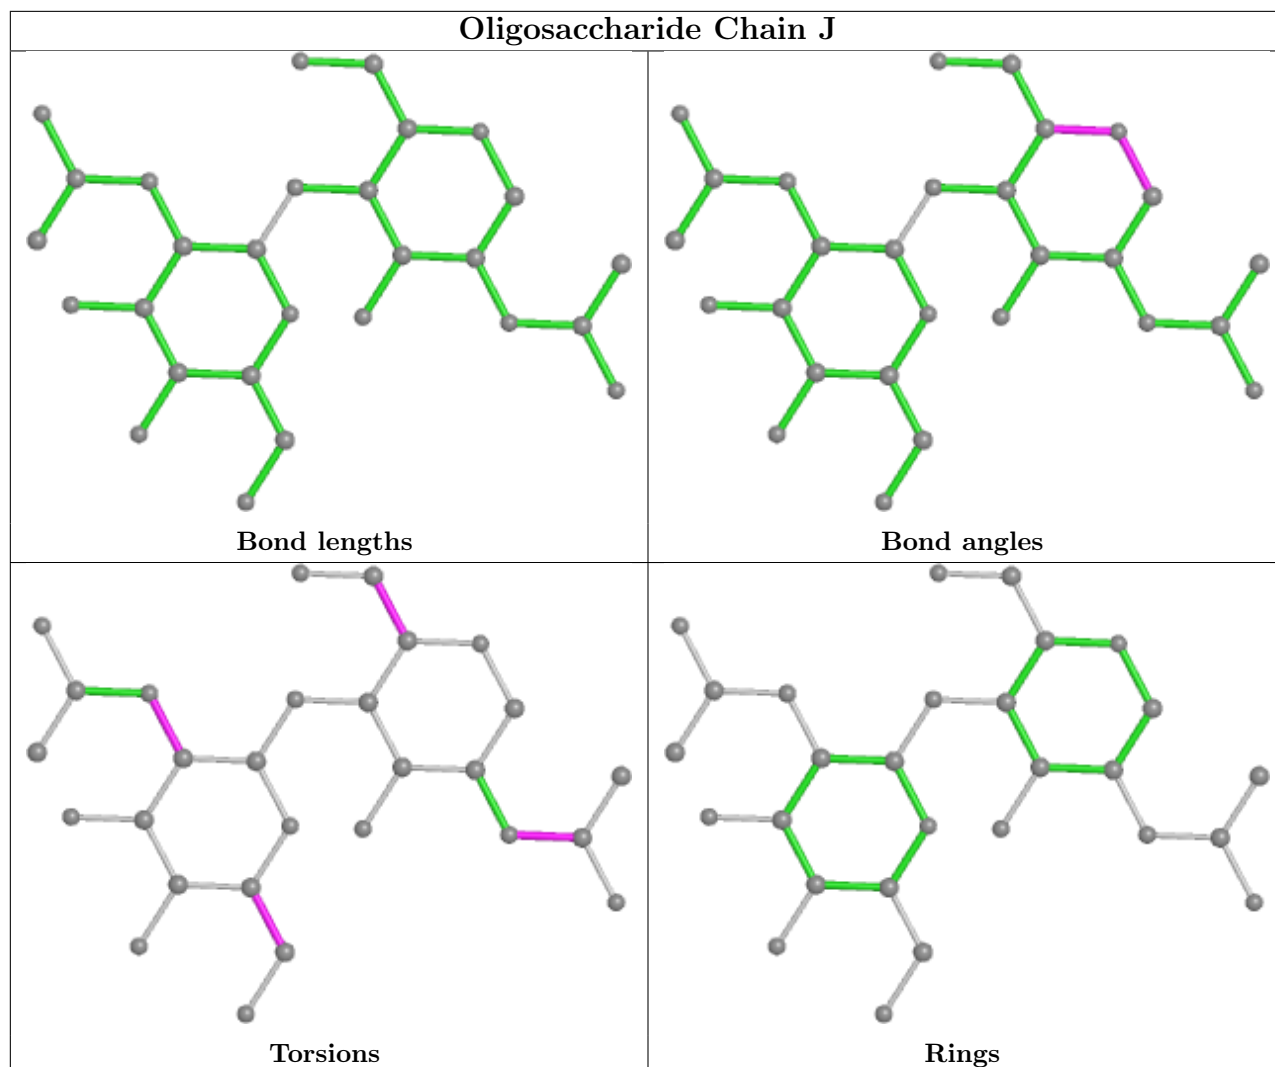 Oligosaccharide Chain J
Bond lengths
Bond angles
Torsions
Rings